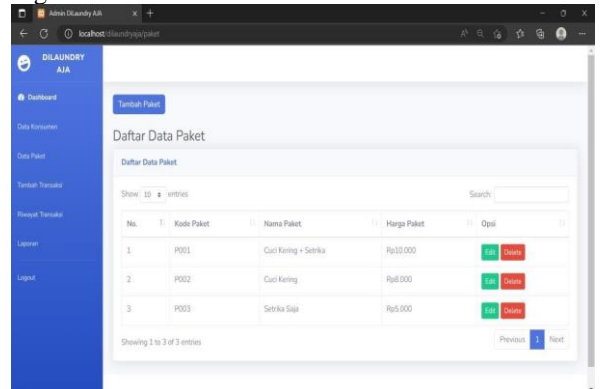 Admin DiLaundry AJA
localhost/dilaundryaja/paket
DILAUNDRY
AJA
Dashboard
Data Konsumen
Data Paket
Tambah Transaksi
Riwayat Transaksi
Laporan
Logout
Tambah Paket
Daftar Data Paket
Daftar Data Paket
Show 10 entries Search:
No. Kode Paket Nama Paket Harga Paket Opsi
1 P001 Cuci Kering + Setrika Rp10.000 Edit Delete
2 P002 Cuci Kering Rp8.000 Edit Delete
3 P003 Setrika Saja Rp5.000 Edit Delete
Showing 1 to 3 of 3 entries Previous 1 Next